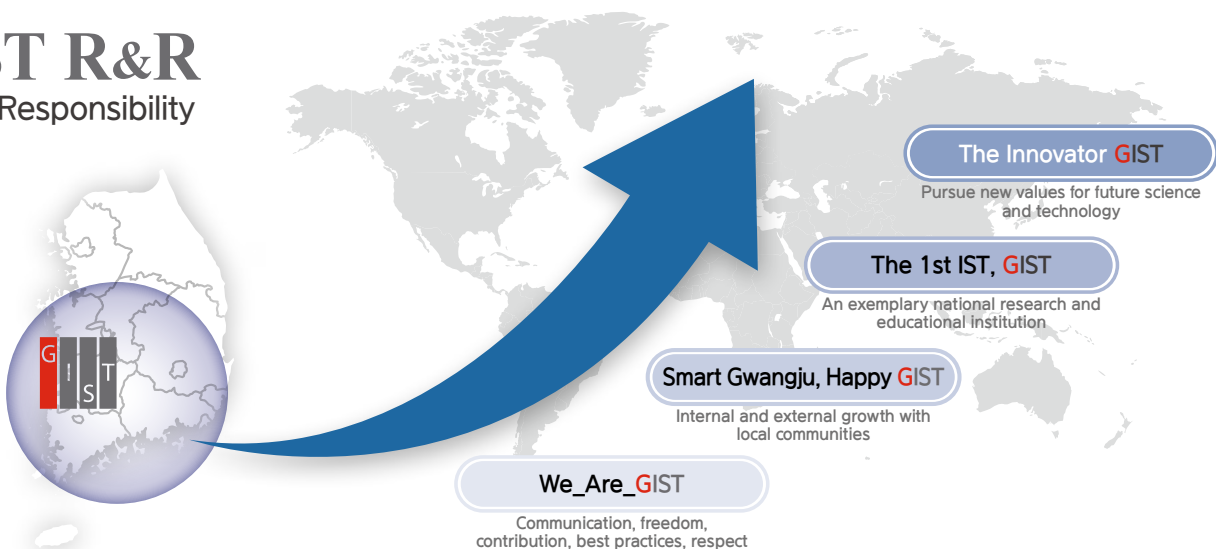 ST R&R
Responsibility
The Innovator GIST
Pursue new values for future science
and technology
The 1st IST, GIST
An exemplary national research and
educational institution
Smart Gwangju, Happy GIST
Internal and external growth with
local communities
We_Are_GIST
Communication, freedom,
contribution, best practices, respect
GIST